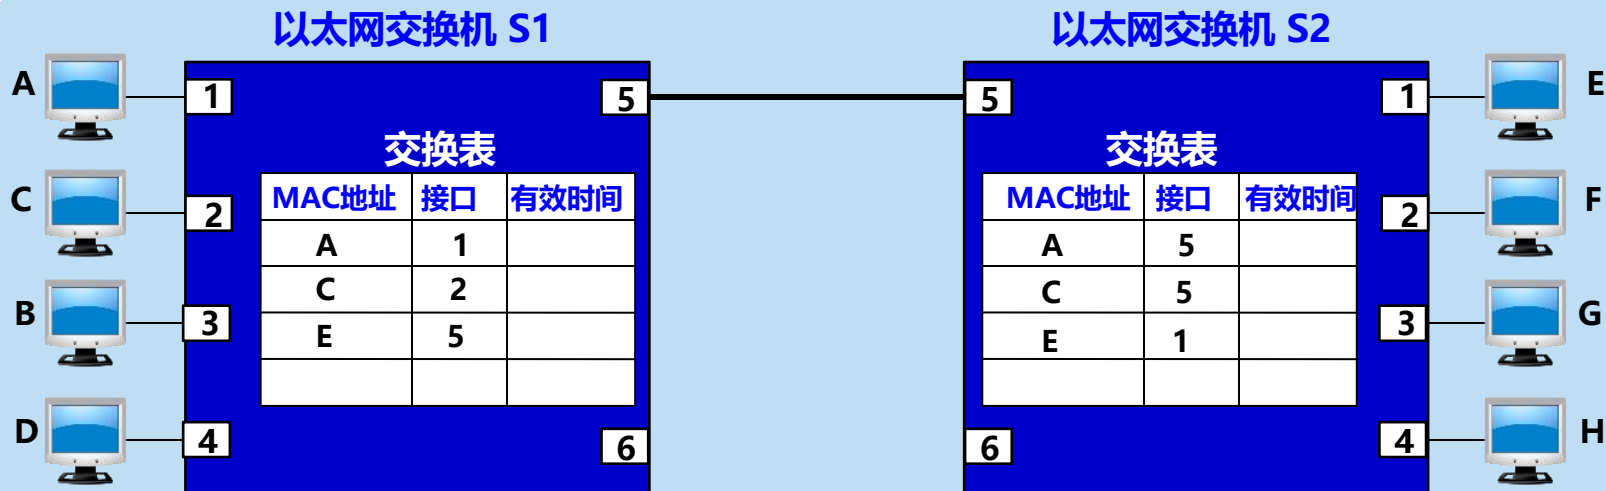 以太网交换机 S1
以太网交换机 S2
A
1
5
5
1
E
交换表
交换表
C
2
MAC地址 接口 有效时间
MAC地址 接口 有效时间
2
F
A 1
A 5
C 2
C 5
B
3
E 5
E 1
3
G
D
4
6
6
4
H